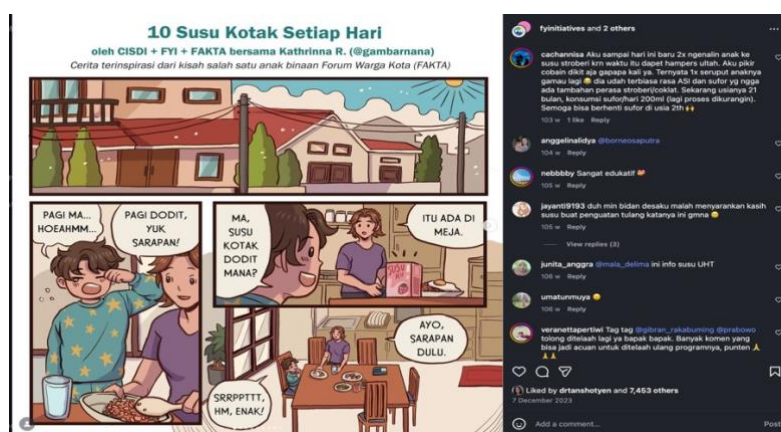 10 Susu Kotak Setiap Hari
oleh CISDI + FYI + FAKTA bersama Kathrinna R. (@gambarnana)
Cerita terinspirasi dari kisah salah satu anak binaan Forum Warga Kota (FAKTA)
PAGI MA...
HOEAHMM...
PAGI DODIT,
YUK
SARAPAN!
MA,
SUSU
KOTAK
DODIT
MANA?
ITU ADA DI
MEJA.
SUSU
AYO,
SARAPAN
DULU.
SRRPPTTT,
HM, ENAK!
fyinitiatives and 2 others
cachannisa Aku sampai hari ini baru 2x ngenalin anak ke
susu stroberi krn waktu itu dapet hampers ultah. Aku pikir
cobain dikit aja gapapa kali ya. Ternyata 1x seruput anaknya
gamau lagi 😂 dia udah terbiasa rasa ASI dan sufor yg ngga
ada tambahan perasa stroberi/coklat. Sekarang usianya 21
bulan, konsumsi sufor/hari 200ml (lagi proses dikurangin).
Semoga bisa berhenti sufor di usia 2th 🙌
103 w 1 like Reply
anggelinalidya @borneosaputra
104 w Reply
nebbbby Sangat edukatif
105 w Reply
jayanti9193 duh min bidan desaku malah menyarankan kasih
susu buat penguatan tulang katanya ini gmna
105 w Reply
View replies (3)
junita_anggra @mala_delima ini info susu UHT
106 w Reply
umatunmuya
106 w Reply
veranettapertiwi Tag tag @gibran_rakabuming @prabowo
tolong ditelaah lagi ya bapak bapak. Banyak komen yang
bisa jadi acuan untuk ditelaah ulang programnya, punten 🙏
🙏🙏
Liked by drtanshotyen and 7,453 others
7 December 2023
Add a comment...
Post